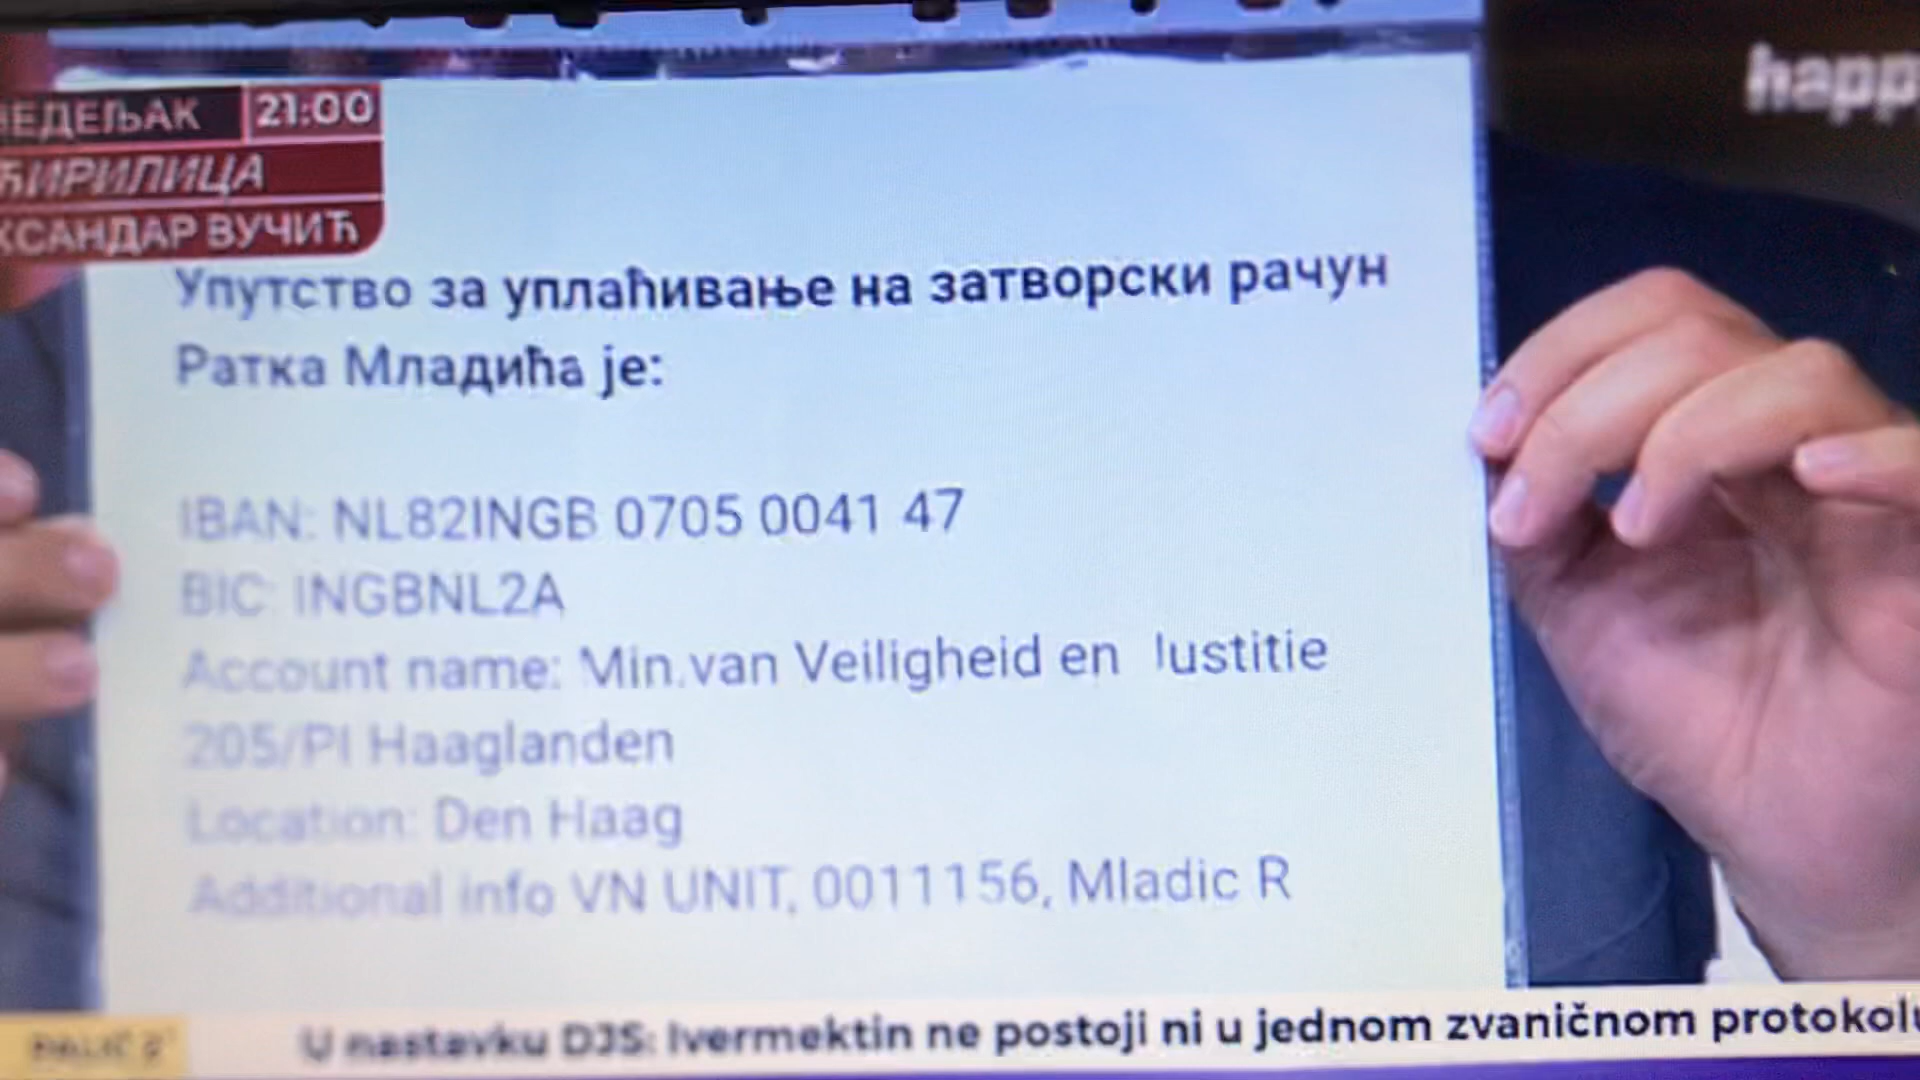 НЕДЕЉАК 21:00
ЋИРИЛИЦА
КСАНДАР ВУЧИЋ
happy
Упутство за уплаћивање на затворски рачун
Ратка Младића је:
IBAN: NL82INGB 0705 0041 47
BIC: INGBNL2A
Account name: Min.van Veiligheid en Iustitie
205/PI Haaglanden
Location: Den Haag
Additional info VN UNIT, 0011156, Mladic R
U nastavku DJS: Ivermektin ne postoji ni u jednom zvaničnom protokolu